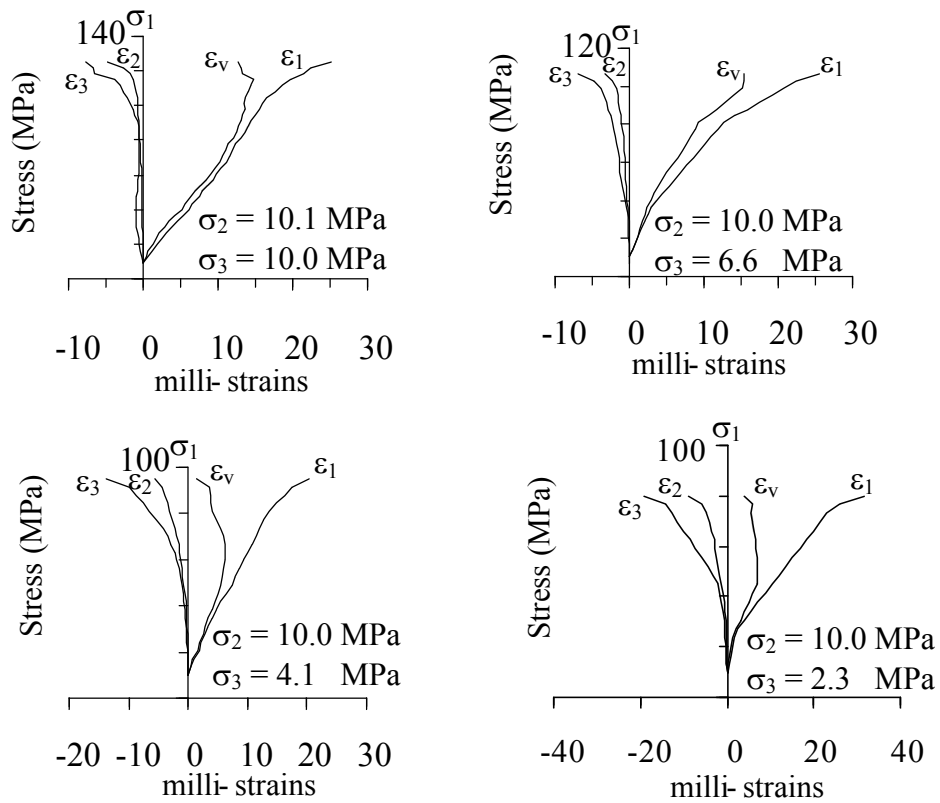 140 σ₁
ε₃ ε₂ εᵥ ε₁
Stress (MPa)
σ₂ = 10.1 MPa
σ₃ = 10.0 MPa
-10 0 10 20 30
milli- strains
120 σ₁
ε₃ ε₂ εᵥ ε₁
Stress (MPa)
σ₂ = 10.0 MPa
σ₃ = 6.6 MPa
-10 0 10 20 30
milli- strains
100 σ₁
ε₃ ε₂ εᵥ ε₁
Stress (MPa)
σ₂ = 10.0 MPa
σ₃ = 4.1 MPa
-20 -10 0 10 20 30
milli- strains
100 σ₁
ε₃ ε₂ εᵥ ε₁
Stress (MPa)
σ₂ = 10.0 MPa
σ₃ = 2.3 MPa
-40 -20 0 20 40
milli- strains